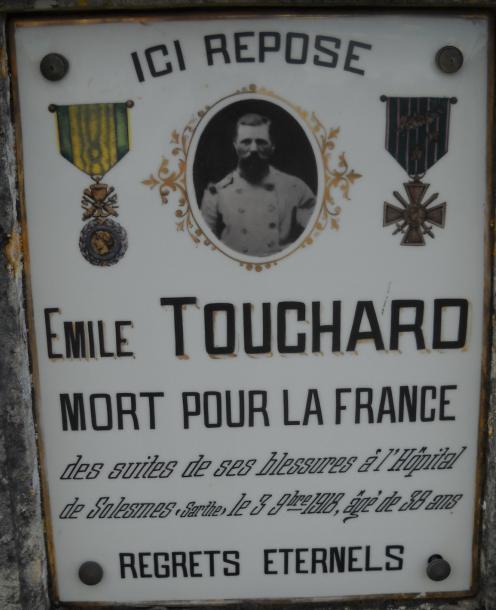 ICI REPOSE
EMILE TOUCHARD
MORT POUR LA FRANCE
des suites de ses blessures à l'Hôpital
de Solesmes (Sarthe) le 3 9bre 1918, âgé de 38 ans
REGRETS ETERNELS